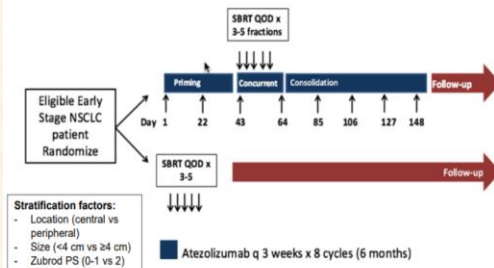 SBRT QOD x
3-5 fractions
Priming
Concurrent
Consolidation
Follow-up
Eligible Early
Stage NSCLC
patient
Randomize
Day 1 22 43 64 85 106 127 148
SBRT QOD x
3-5
Follow-up
Stratification factors:
- Location (central vs
peripheral)
- Size (<4 cm vs ≥4 cm)
- Zubrod PS (0-1 vs 2)
Atezolizumab q 3 weeks x 8 cycles (6 months)